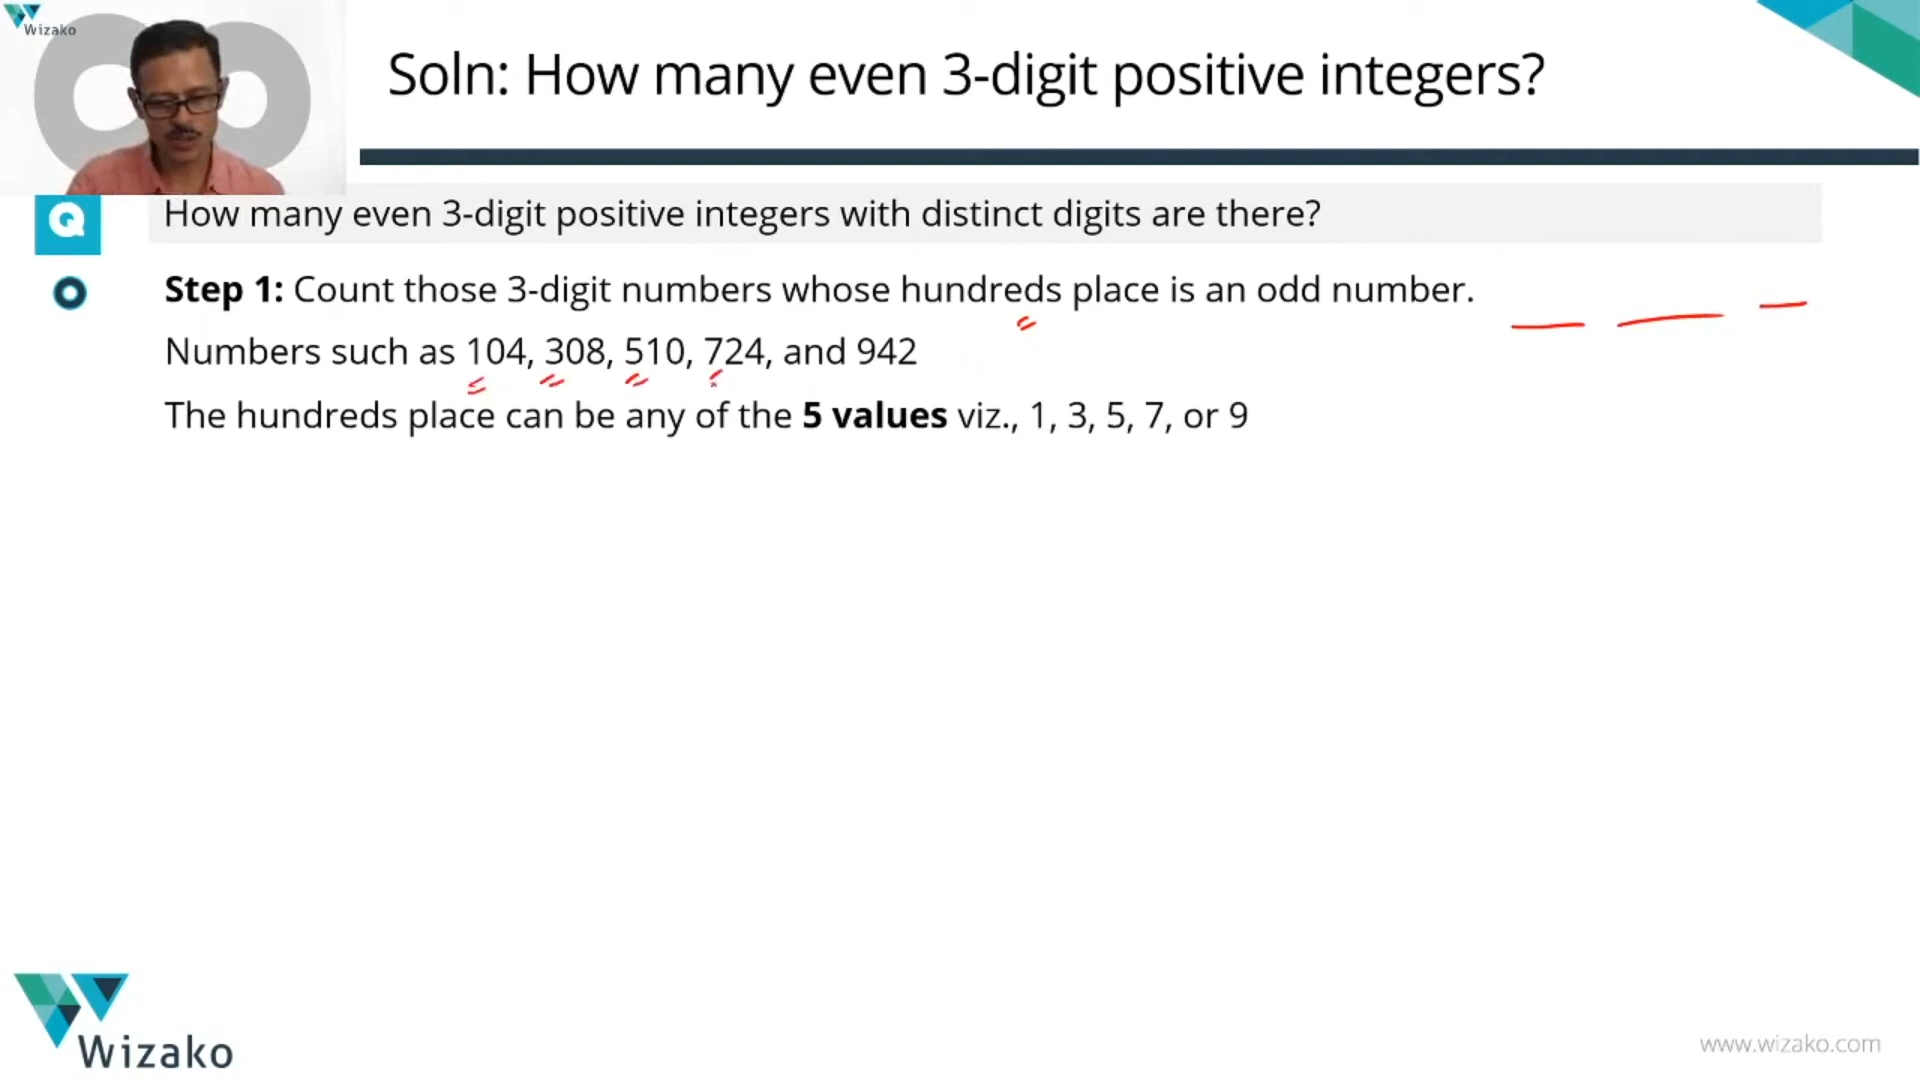 Wizako
Soln: How many even 3-digit positive integers?
Q
How many even 3-digit positive integers with distinct digits are there?
Step 1: Count those 3-digit numbers whose hundreds place is an odd number.
Numbers such as 104, 308, 510, 724, and 942
The hundreds place can be any of the 5 values viz., 1, 3, 5, 7, or 9
Wizako
www.wizako.com